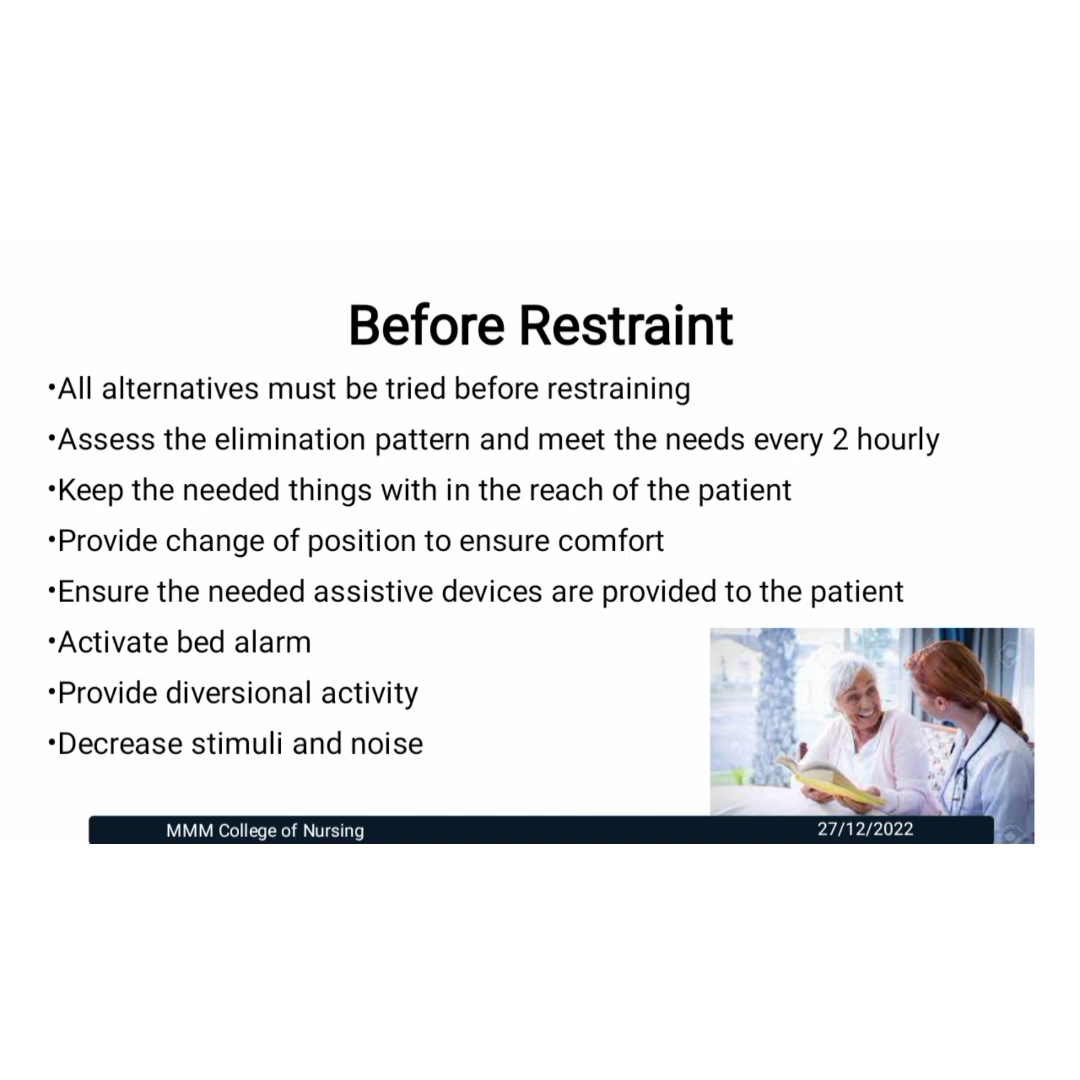 Before Restraint
•All alternatives must be tried before restraining
•Assess the elimination pattern and meet the needs every 2 hourly
•Keep the needed things with in the reach of the patient
•Provide change of position to ensure comfort
•Ensure the needed assistive devices are provided to the patient
•Activate bed alarm
•Provide diversional activity
•Decrease stimuli and noise
MMM College of Nursing
27/12/2022